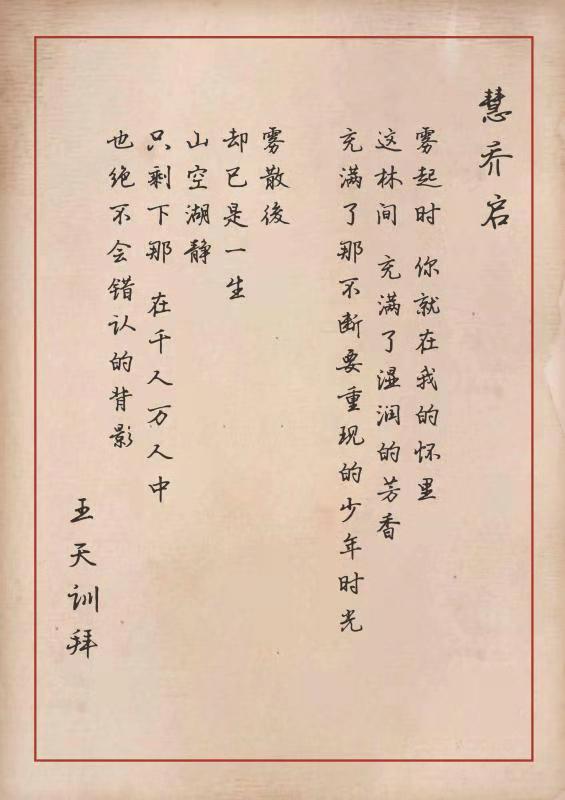 慧乔启
雾起时 你就在我的怀里
这林间 充满了湿润的芳香
充满了那不断要重现的少年时光
雾散後
却已是一生
山空湖静
只剩下那 在千人万人中
也绝不会错认的背影
王天训拜